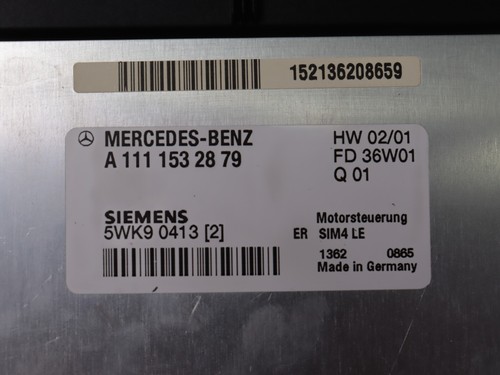 152136208659
MERCEDES-BENZ HW 02/01
A 111 153 28 79 FD 36W01
Q 01
SIEMENS Motorsteuerung
5WK9 0413 [2] ER SIM4 LE
1362 0865
Made in Germany